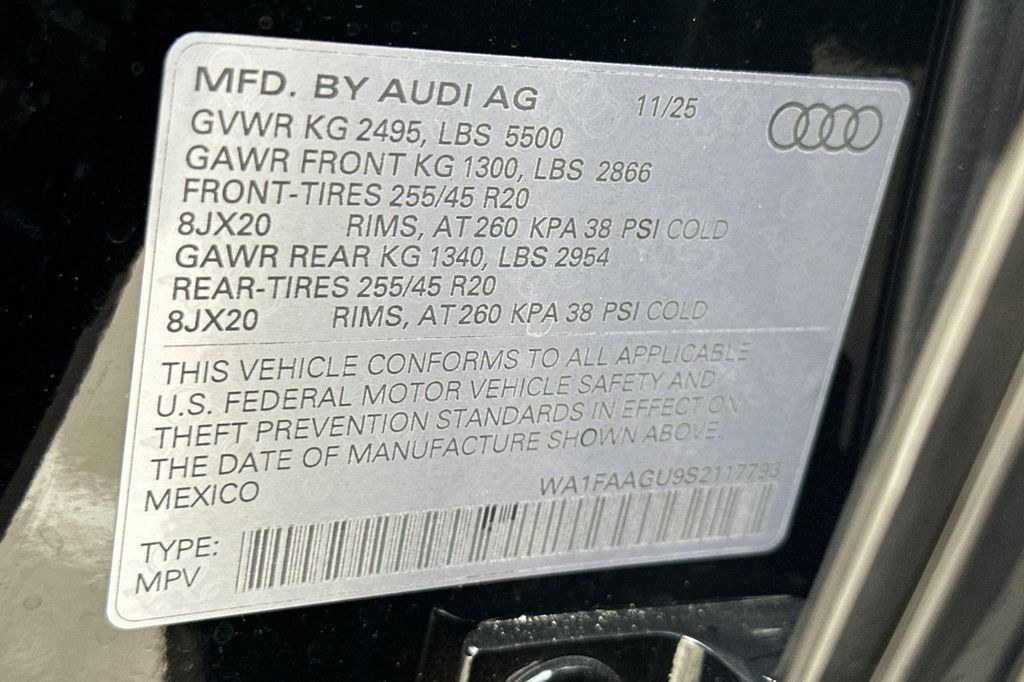 MFD. BY AUDI AG 11/25
GVWR KG 2495, LBS 5500
GAWR FRONT KG 1300, LBS 2866
FRONT-TIRES 255/45 R20
8JX20 RIMS, AT 260 KPA 38 PSI COLD
GAWR REAR KG 1340, LBS 2954
REAR-TIRES 255/45 R20
8JX20 RIMS, AT 260 KPA 38 PSI COLD
THIS VEHICLE CONFORMS TO ALL APPLICABLE
U.S. FEDERAL MOTOR VEHICLE SAFETY AND
THEFT PREVENTION STANDARDS IN EFFECT ON
THE DATE OF MANUFACTURE SHOWN ABOVE.
MEXICO WA1FAAGU9S2117793
TYPE:
MPV